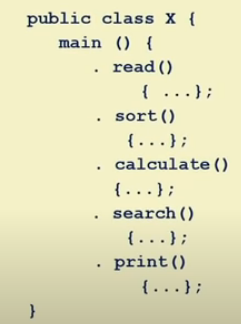 public class X {
main () {
. read()
{ ...};
. sort()
{...};
. calculate()
{...};
. search()
{...};
. print()
{...};
}